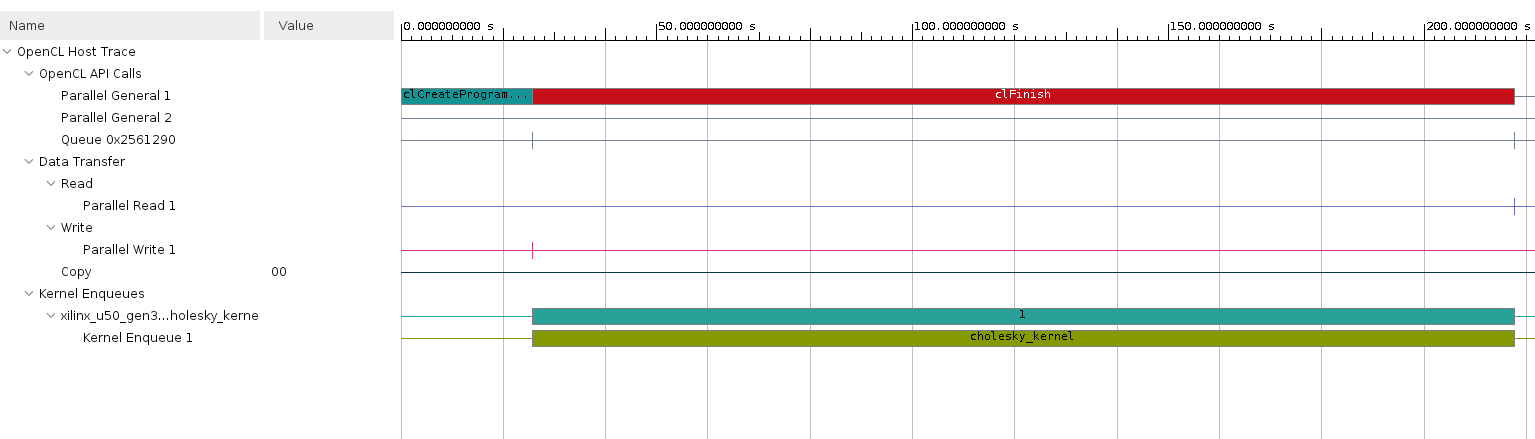 Name Value 0.000000000 s 50.000000000 s 100.000000000 s 150.000000000 s 200.000000000 s
OpenCL Host Trace
OpenCL API Calls
Parallel General 1 clCreateProgram... clFinish
Parallel General 2
Queue 0x2561290
Data Transfer
Read
Parallel Read 1
Write
Parallel Write 1
Copy 00
Kernel Enqueues
xilinx_u50_gen3...holesky_kerne 1
Kernel Enqueue 1 cholesky_kernel